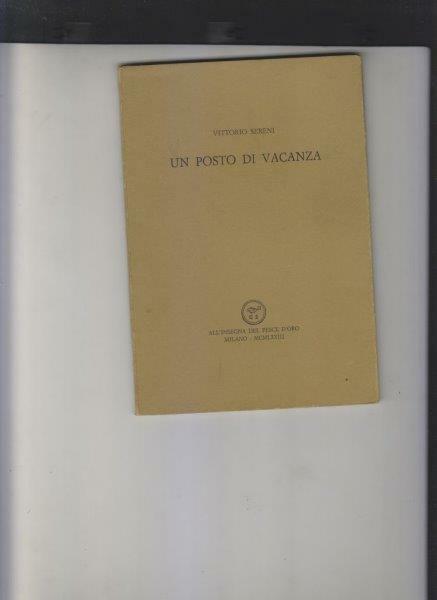 VITTORIO SERENI
UN POSTO DI VACANZA
ALL'INSEGNA DEL PESCE D'ORO
MILANO - MCMLXXIII